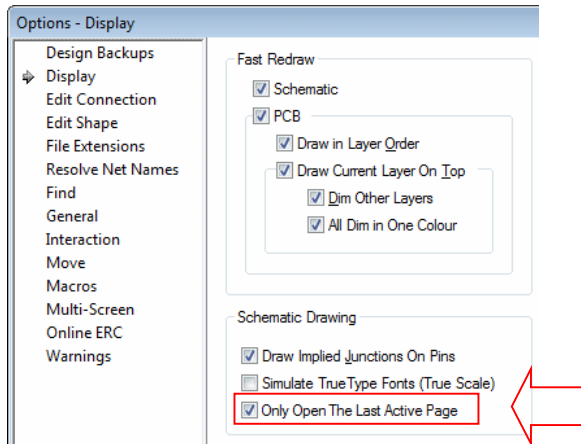 Options - Display
Design Backups
Display
Edit Connection
Edit Shape
File Extensions
Resolve Net Names
Find
General
Interaction
Move
Macros
Multi-Screen
Online ERC
Warnings
Fast Redraw
Schematic
PCB
Draw in Layer Order
Draw Current Layer On Top
Dim Other Layers
All Dim in One Colour
Schematic Drawing
Draw Implied Junctions On Pins
Simulate TrueType Fonts (True Scale)
Only Open The Last Active Page